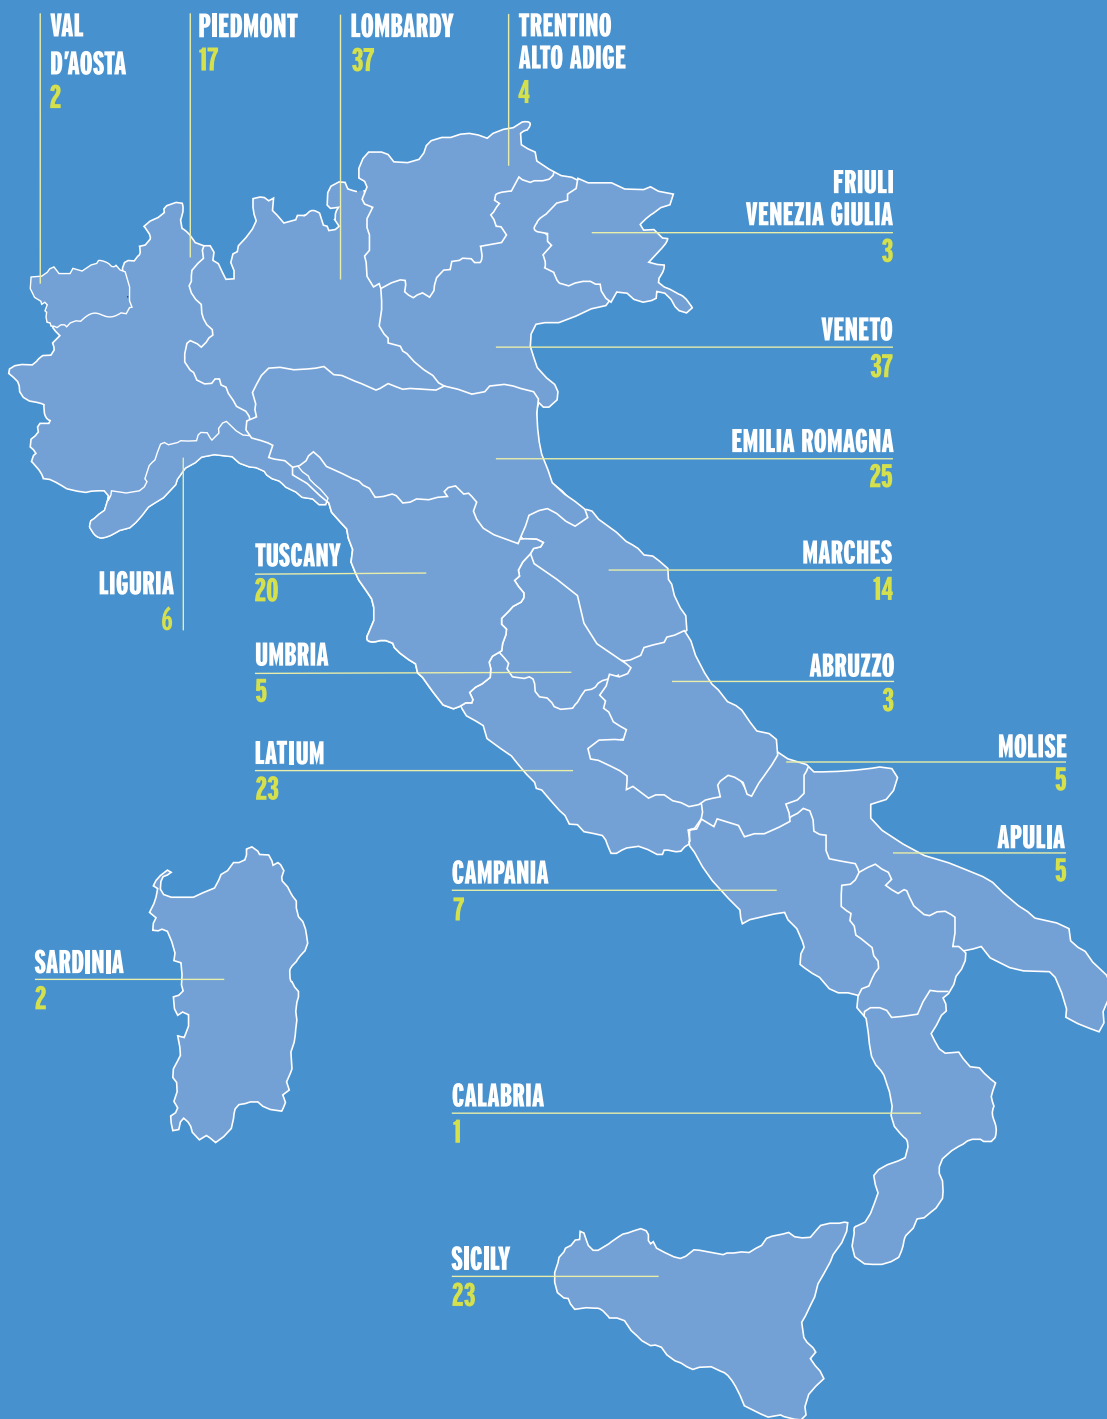 VAL
D'AOSTA
2
PIEDMONT
17
LOMBARDY
37
TRENTINO
ALTO ADIGE
4
FRIULI
VENEZIA GIULIA
3
VENETO
37
EMILIA ROMAGNA
25
MARCHES
14
TUSCANY
20
LIGURIA
6
UMBRIA
5
ABRUZZO
3
LATIUM
23
MOLISE
5
APULIA
5
CAMPANIA
7
SARDINIA
2
CALABRIA
1
SICILY
23